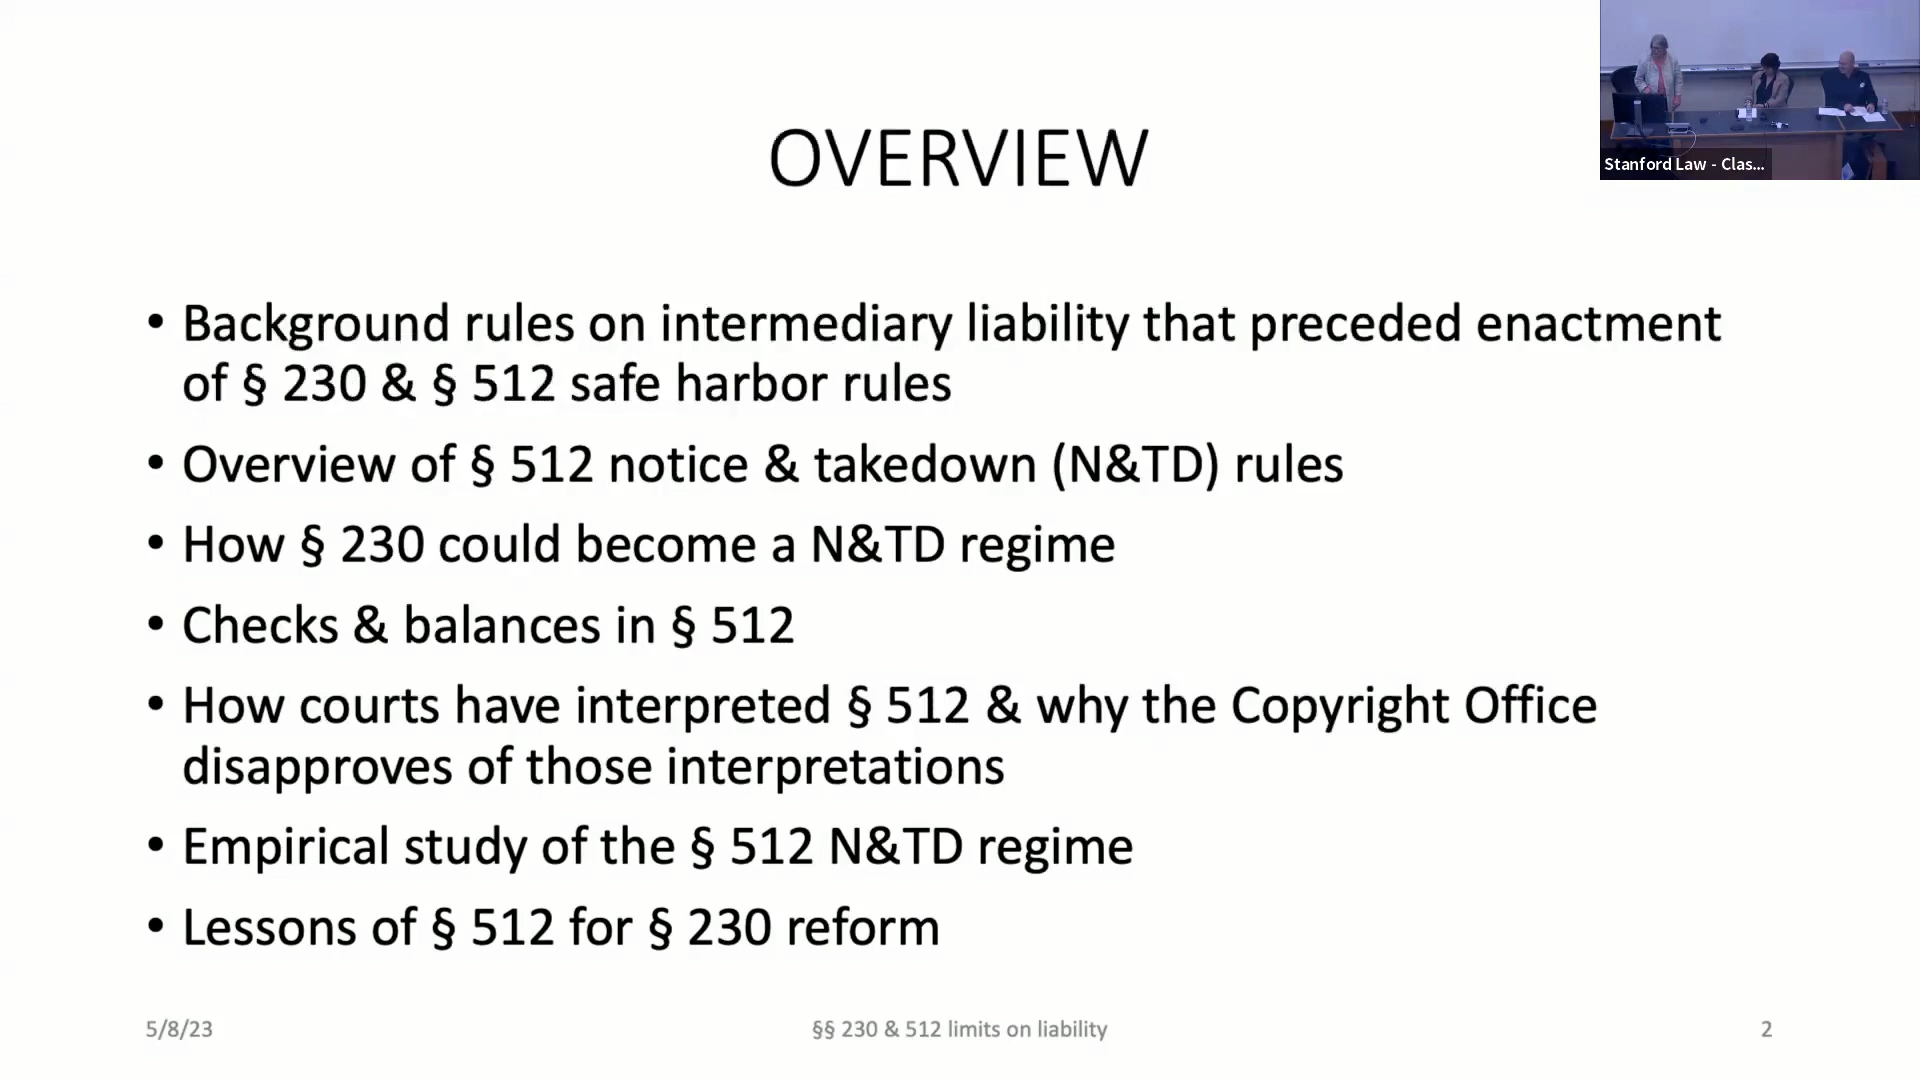 Stanford Law - Clas...
OVERVIEW
• Background rules on intermediary liability that preceded enactment
of § 230 & § 512 safe harbor rules
• Overview of § 512 notice & takedown (N&TD) rules
• How § 230 could become a N&TD regime
• Checks & balances in § 512
• How courts have interpreted § 512 & why the Copyright Office
disapproves of those interpretations
• Empirical study of the § 512 N&TD regime
• Lessons of § 512 for § 230 reform
5/8/23
§§ 230 & 512 limits on liability
2